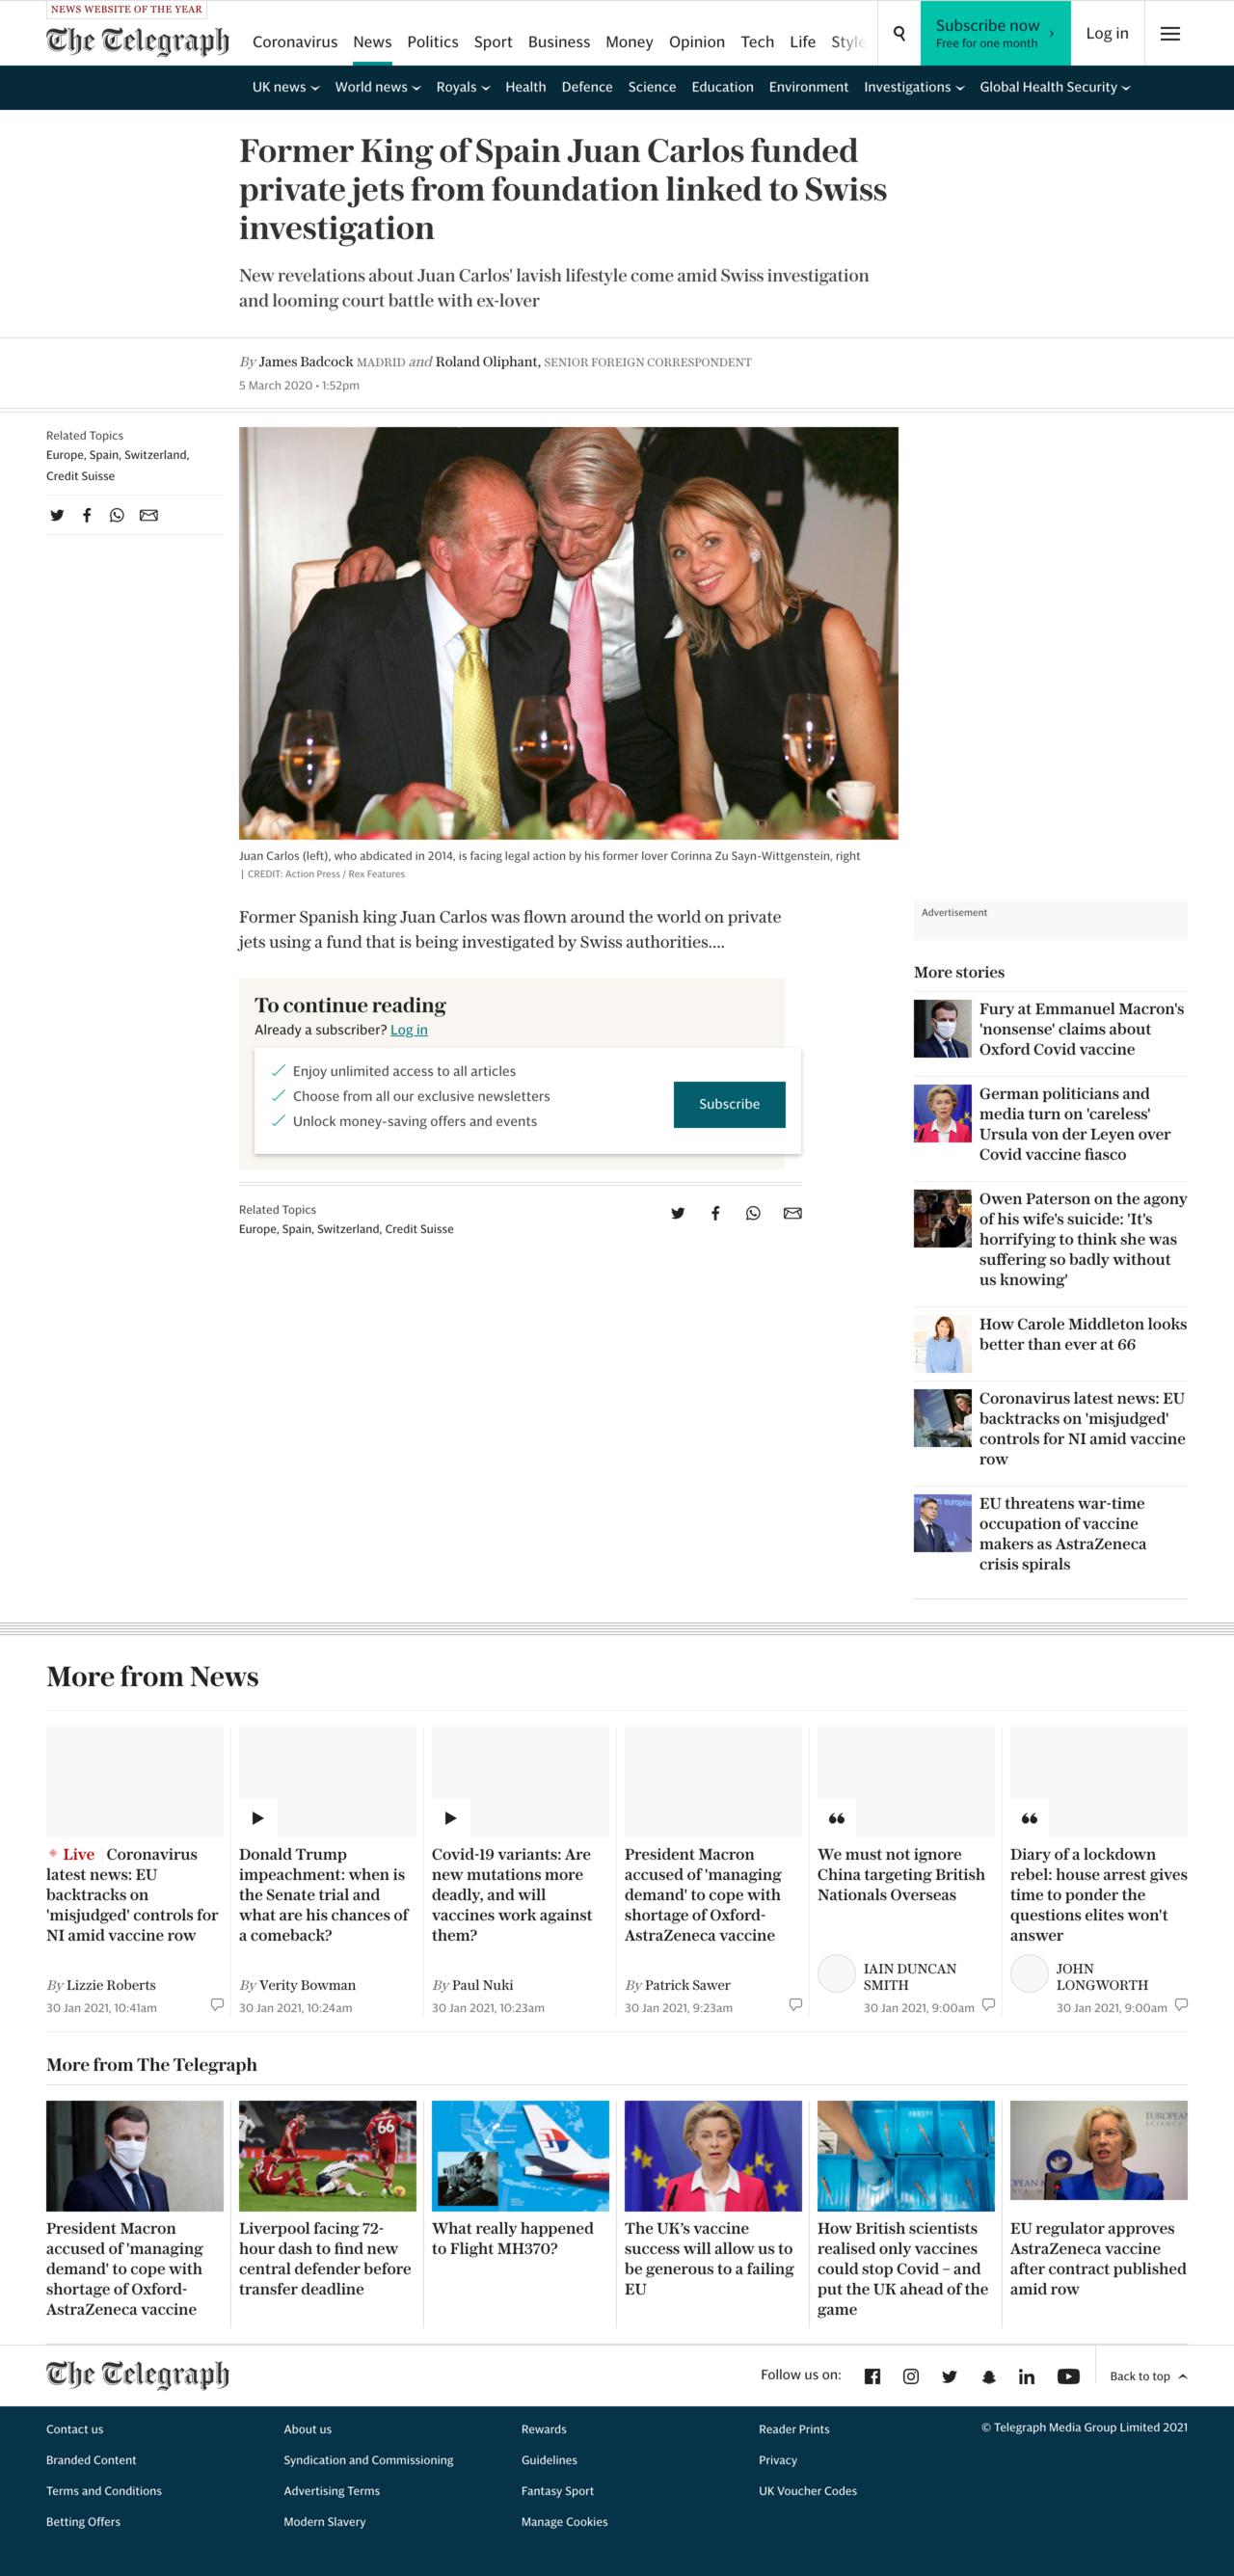 NEWS WEBSITE OF THE YEAR
The Telegraph
Coronavirus News Politics Sport Business Money Opinion Tech Life Style
Subscribe now
Free for one month
Log in
UK news World news Royals Health Defence Science Education Environment Investigations Global Health Security
Former King of Spain Juan Carlos funded
private jets from foundation linked to Swiss
investigation
New revelations about Juan Carlos' lavish lifestyle come amid Swiss investigation
and looming court battle with ex-lover
By James Badcock MADRID and Roland Oliphant, SENIOR FOREIGN CORRESPONDENT
5 March 2020 • 1:52pm
Related Topics
Europe, Spain, Switzerland,
Credit Suisse
Juan Carlos (left), who abdicated in 2014, is facing legal action by his former lover Corinna Zu Sayn-Wittgenstein, right
| CREDIT: Action Press / Rex Features
Former Spanish king Juan Carlos was flown around the world on private
jets using a fund that is being investigated by Swiss authorities....
To continue reading
Already a subscriber? Log in
Enjoy unlimited access to all articles
Choose from all our exclusive newsletters
Unlock money-saving offers and events
Subscribe
Related Topics
Europe, Spain, Switzerland, Credit Suisse
Advertisement
More stories
Fury at Emmanuel Macron's
'nonsense' claims about
Oxford Covid vaccine
German politicians and
media turn on 'careless'
Ursula von der Leyen over
Covid vaccine fiasco
Owen Paterson on the agony
of his wife's suicide: 'It's
horrifying to think she was
suffering so badly without
us knowing'
How Carole Middleton looks
better than ever at 66
Coronavirus latest news: EU
backtracks on 'misjudged'
controls for NI amid vaccine
row
EU threatens war-time
occupation of vaccine
makers as AstraZeneca
crisis spirals
More from News
Live Coronavirus
latest news: EU
backtracks on
'misjudged' controls for
NI amid vaccine row
By Lizzie Roberts
30 Jan 2021, 10:41am
Donald Trump
impeachment: when is
the Senate trial and
what are his chances of
a comeback?
By Verity Bowman
30 Jan 2021, 10:24am
Covid-19 variants: Are
new mutations more
deadly, and will
vaccines work against
them?
By Paul Nuki
30 Jan 2021, 10:23am
President Macron
accused of 'managing
demand' to cope with
shortage of Oxford-
AstraZeneca vaccine
By Patrick Sawer
30 Jan 2021, 9:23am
We must not ignore
China targeting British
Nationals Overseas
IAIN DUNCAN
SMITH
30 Jan 2021, 9:00am
Diary of a lockdown
rebel: house arrest gives
time to ponder the
questions elites won't
answer
JOHN
LONGWORTH
30 Jan 2021, 9:00am
More from The Telegraph
66
President Macron
accused of 'managing
demand' to cope with
shortage of Oxford-
AstraZeneca vaccine
Liverpool facing 72-
hour dash to find new
central defender before
transfer deadline
What really happened
to Flight MH370?
The UK's vaccine
success will allow us to
be generous to a failing
EU
How British scientists
realised only vaccines
could stop Covid – and
put the UK ahead of the
game
EU regulator approves
AstraZeneca vaccine
after contract published
amid row
The Telegraph
Follow us on:
Back to top
Contact us
Branded Content
Terms and Conditions
Betting Offers
About us
Syndication and Commissioning
Advertising Terms
Modern Slavery
Rewards
Guidelines
Fantasy Sport
Manage Cookies
Reader Prints
Privacy
UK Voucher Codes
© Telegraph Media Group Limited 2021